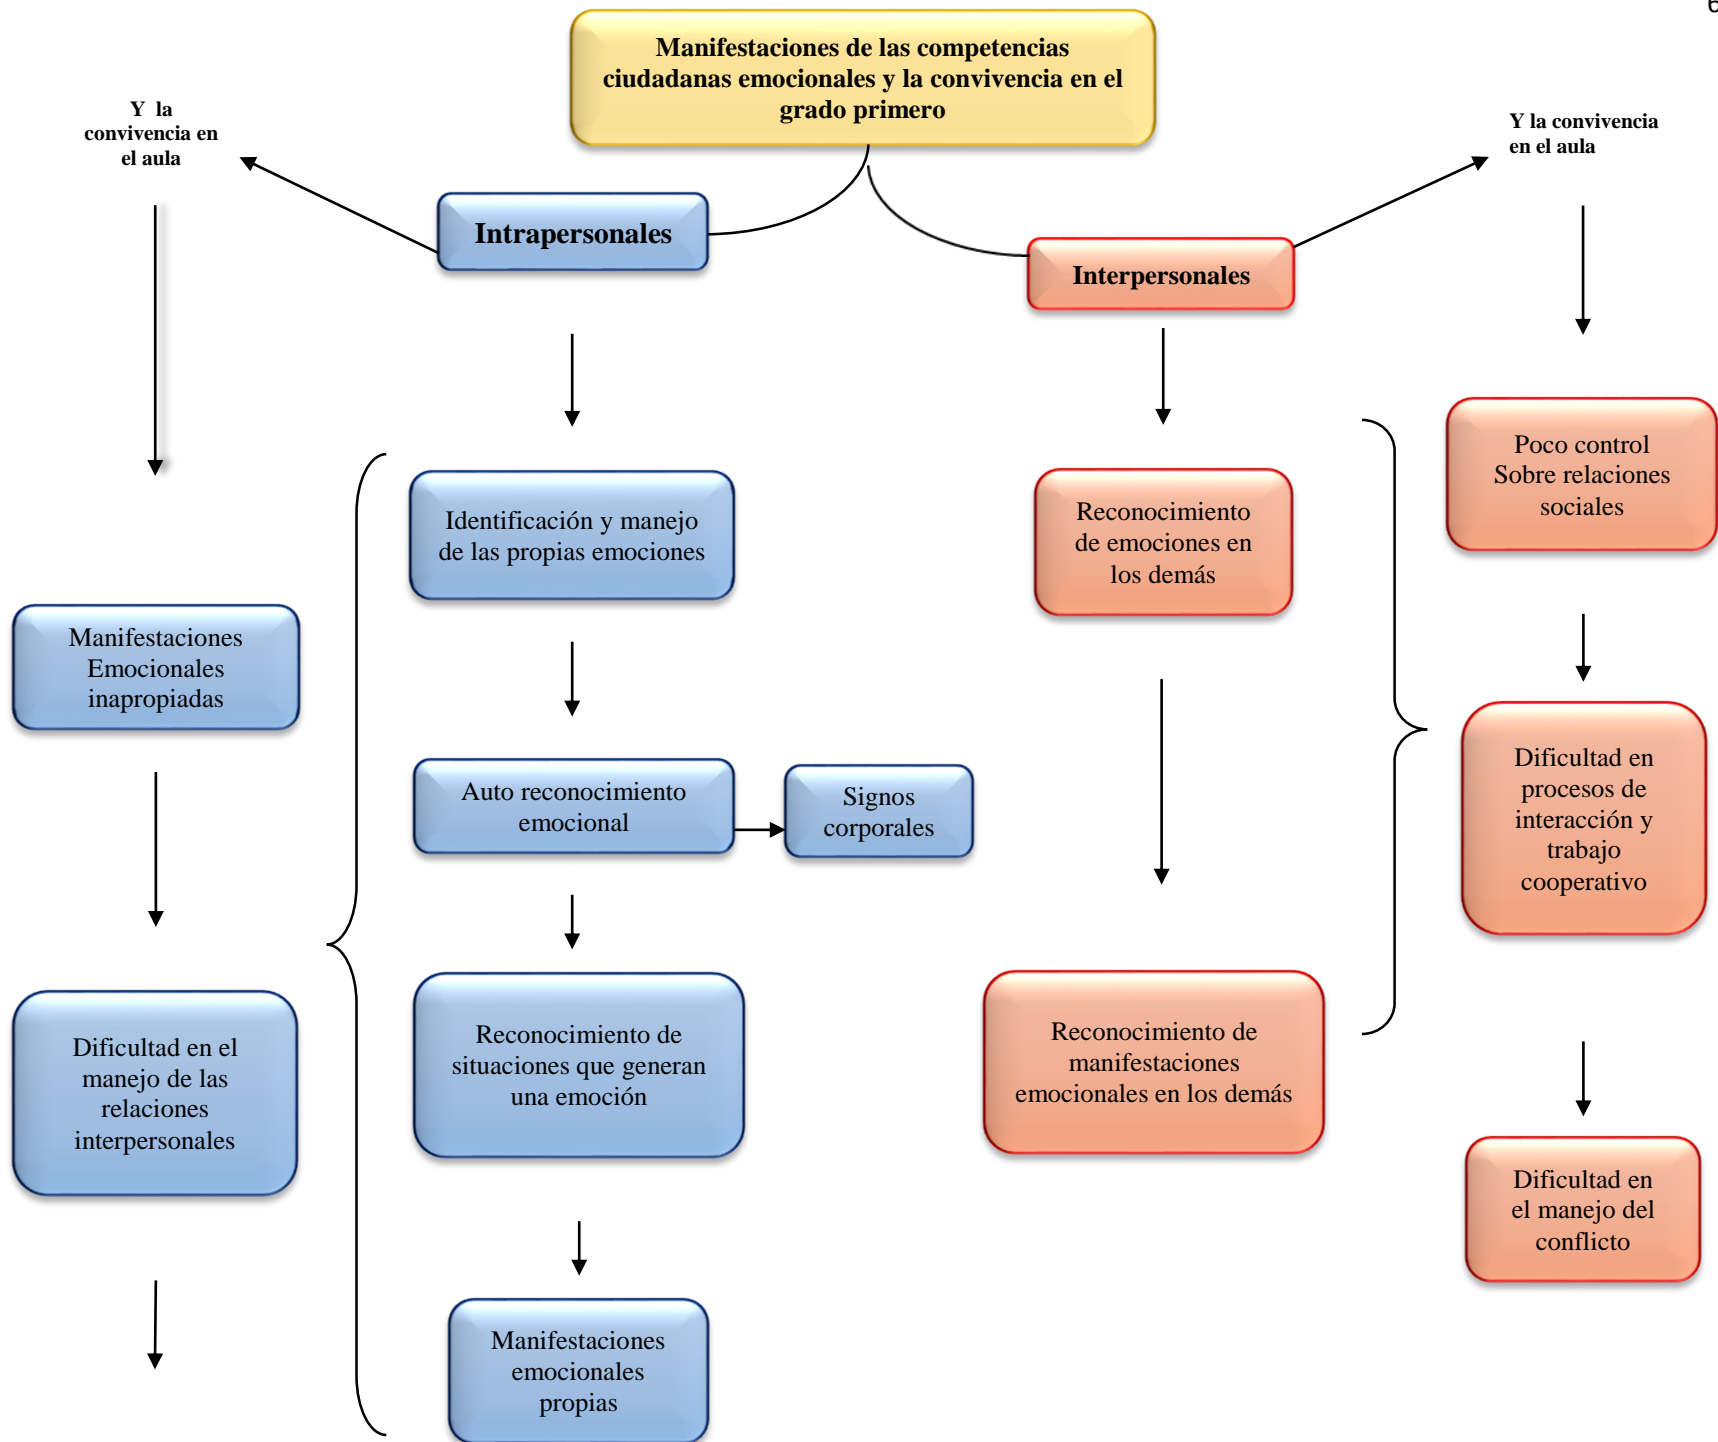 6
Manifestaciones de las competencias
ciudadanas emocionales y la convivencia en el
grado primero
Y la
convivencia en
el aula
Y la convivencia
en el aula
Intrapersonales
Interpersonales
Identificación y manejo
de las propias emociones
Reconocimiento
de emociones en
los demás
Poco control
Sobre relaciones
sociales
Manifestaciones
Emocionales
inapropiadas
Auto reconocimiento
emocional
Signos
corporales
Dificultad en
procesos de
interacción y
trabajo
cooperativo
Dificultad en el
manejo de las
relaciones
interpersonales
Reconocimiento de
situaciones que generan
una emoción
Reconocimiento de
manifestaciones
emocionales en los demás
Dificultad en
el manejo del
conflicto
Manifestaciones
emocionales
propias